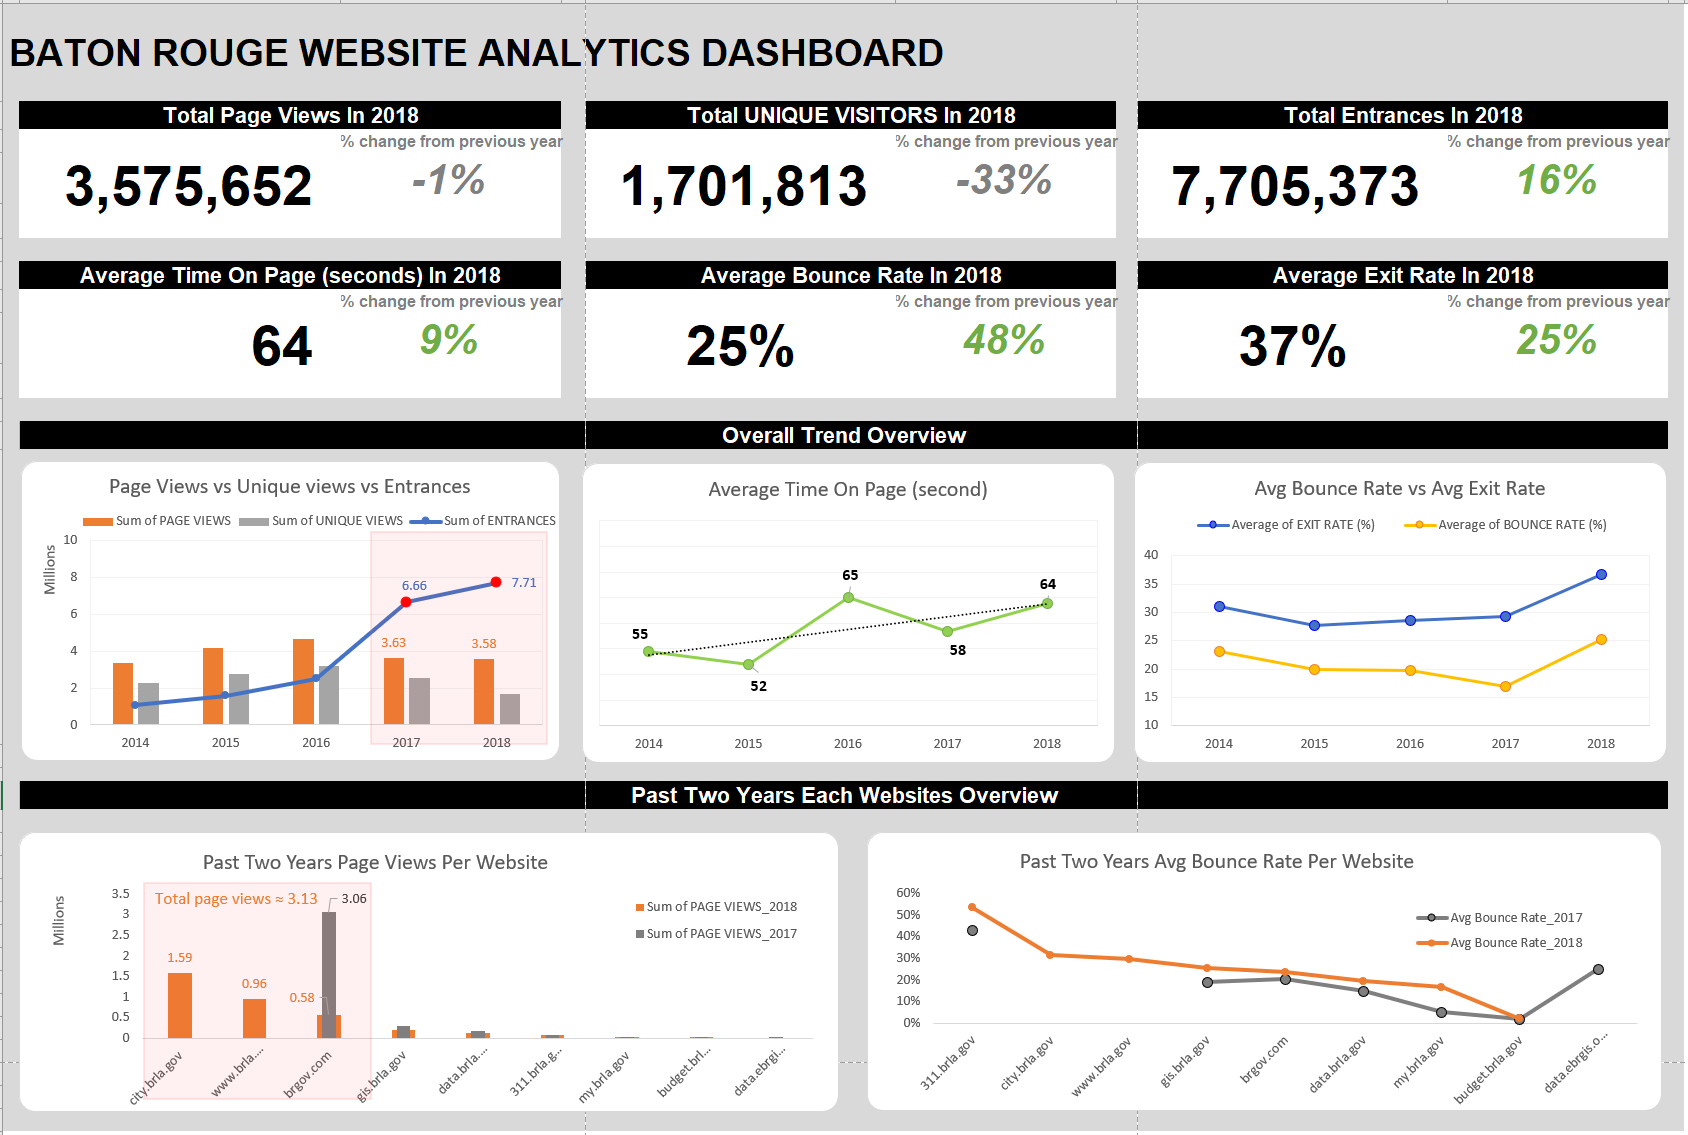 BATON ROUGE WEBSITE ANALYTICS DASHBOARD
Total Page Views In 2018
% change from previous year
3,575,652
-1%
Total UNIQUE VISITORS In 2018
% change from previous year
1,701,813
-33%
Total Entrances In 2018
% change from previous year
7,705,373
16%
Average Time On Page (seconds) In 2018
% change from previous year
64
9%
Average Bounce Rate In 2018
% change from previous year
25%
48%
Average Exit Rate In 2018
% change from previous year
37%
25%
Overall Trend Overview
Page Views vs Unique views vs Entrances
Sum of PAGE VIEWS
Sum of UNIQUE VIEWS
Sum of ENTRANCES
Millions
10
8
6
4
2
0
6.66
7.71
3.63
3.58
2014
2015
2016
2017
2018
Average Time On Page (second)
55
52
65
58
64
2014
2015
2016
2017
2018
Avg Bounce Rate vs Avg Exit Rate
Average of EXIT RATE (%)
Average of BOUNCE RATE (%)
40
35
30
25
20
15
10
2014
2015
2016
2017
2018
Past Two Years Each Websites Overview
Past Two Years Page Views Per Website
Millions
3.5
3
2.5
2
1.5
1
0.5
0
Total page views ≈ 3.13
3.06
1.59
0.96
0.58
Sum of PAGE VIEWS_2018
Sum of PAGE VIEWS_2017
city.brla.gov
www.brla....
brgov.com
gis.brla.gov
data.brla....
311.brla.g...
my.brla.gov
budget.brl...
data.ebrgi...
Past Two Years Avg Bounce Rate Per Website
60%
50%
40%
30%
20%
10%
0%
Avg Bounce Rate_2017
Avg Bounce Rate_2018
311.brla.gov
city.brla.gov
www.brla.gov
gis.brla.gov
brgov.com
data.brla.gov
my.brla.gov
budget.brla.gov
data.ebrgis.o...